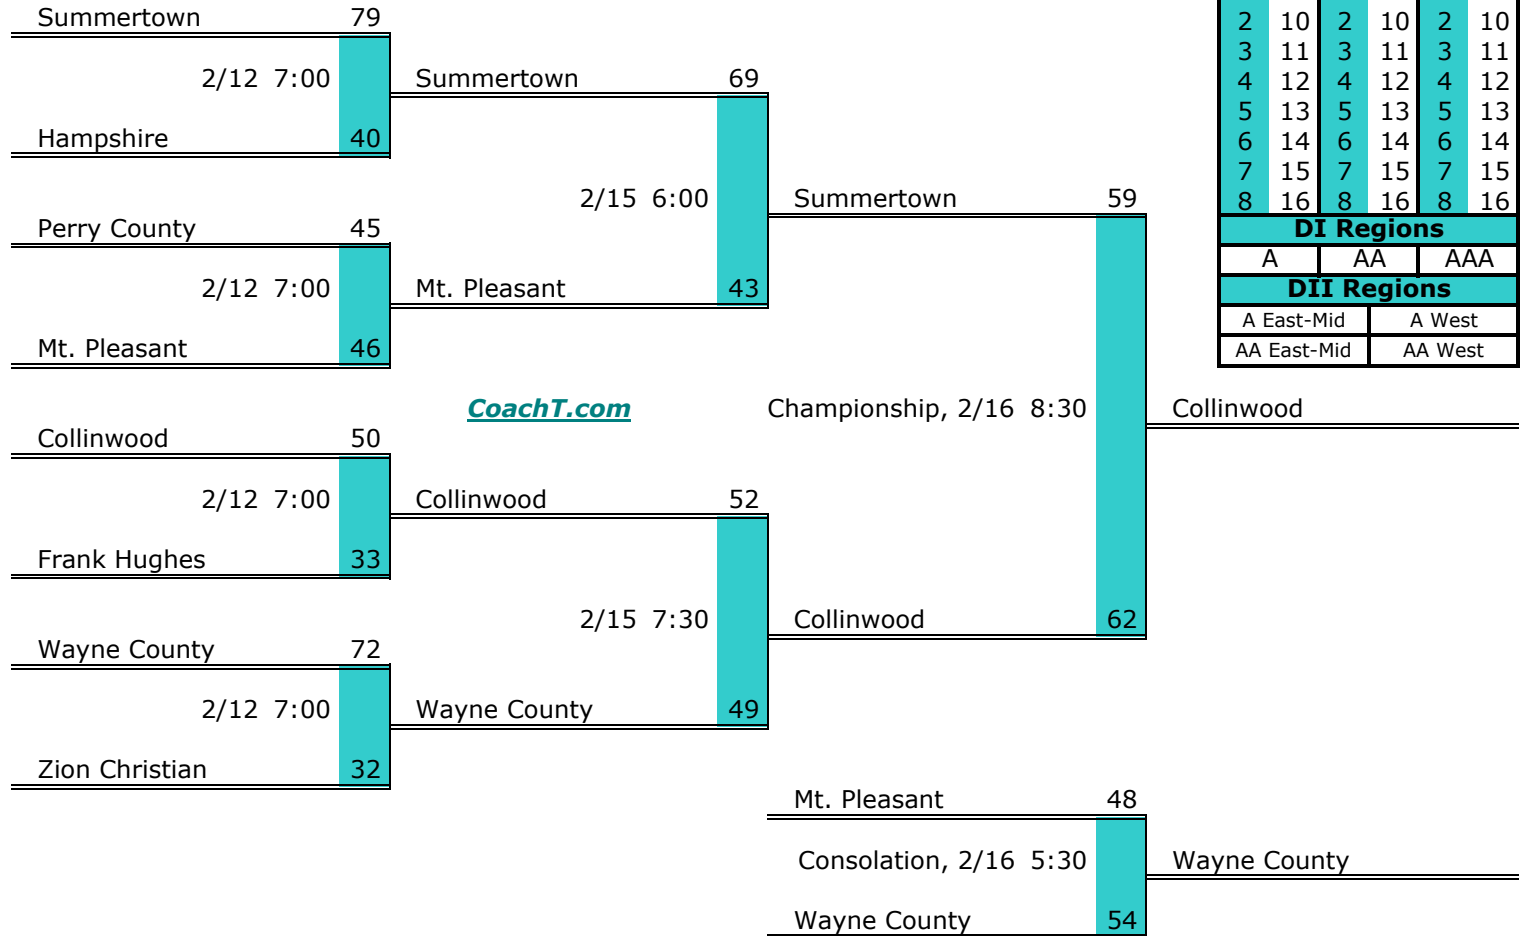 Summertown 79
2/12 7:00
Hampshire 40
Summertown 69
Perry County 45
2/12 7:00
Mt. Pleasant 46
2/15 6:00
Mt. Pleasant 43
Summertown 59
CoachT.com
Championship, 2/16 8:30
Collinwood
Collinwood 50
2/12 7:00
Frank Hughes 33
Collinwood 52
2/15 7:30
Collinwood 62
Wayne County 72
2/12 7:00
Zion Christian 32
Wayne County 49
Mt. Pleasant 48
Consolation, 2/16 5:30
Wayne County 54
Wayne County
2 10 2 10 2 10
3 11 3 11 3 11
4 12 4 12 4 12
5 13 5 13 5 13
6 14 6 14 6 14
7 15 7 15 7 15
8 16 8 16 8 16
DI Regions
A AA AAA
DII Regions
A East-Mid A West
AA East-Mid AA West